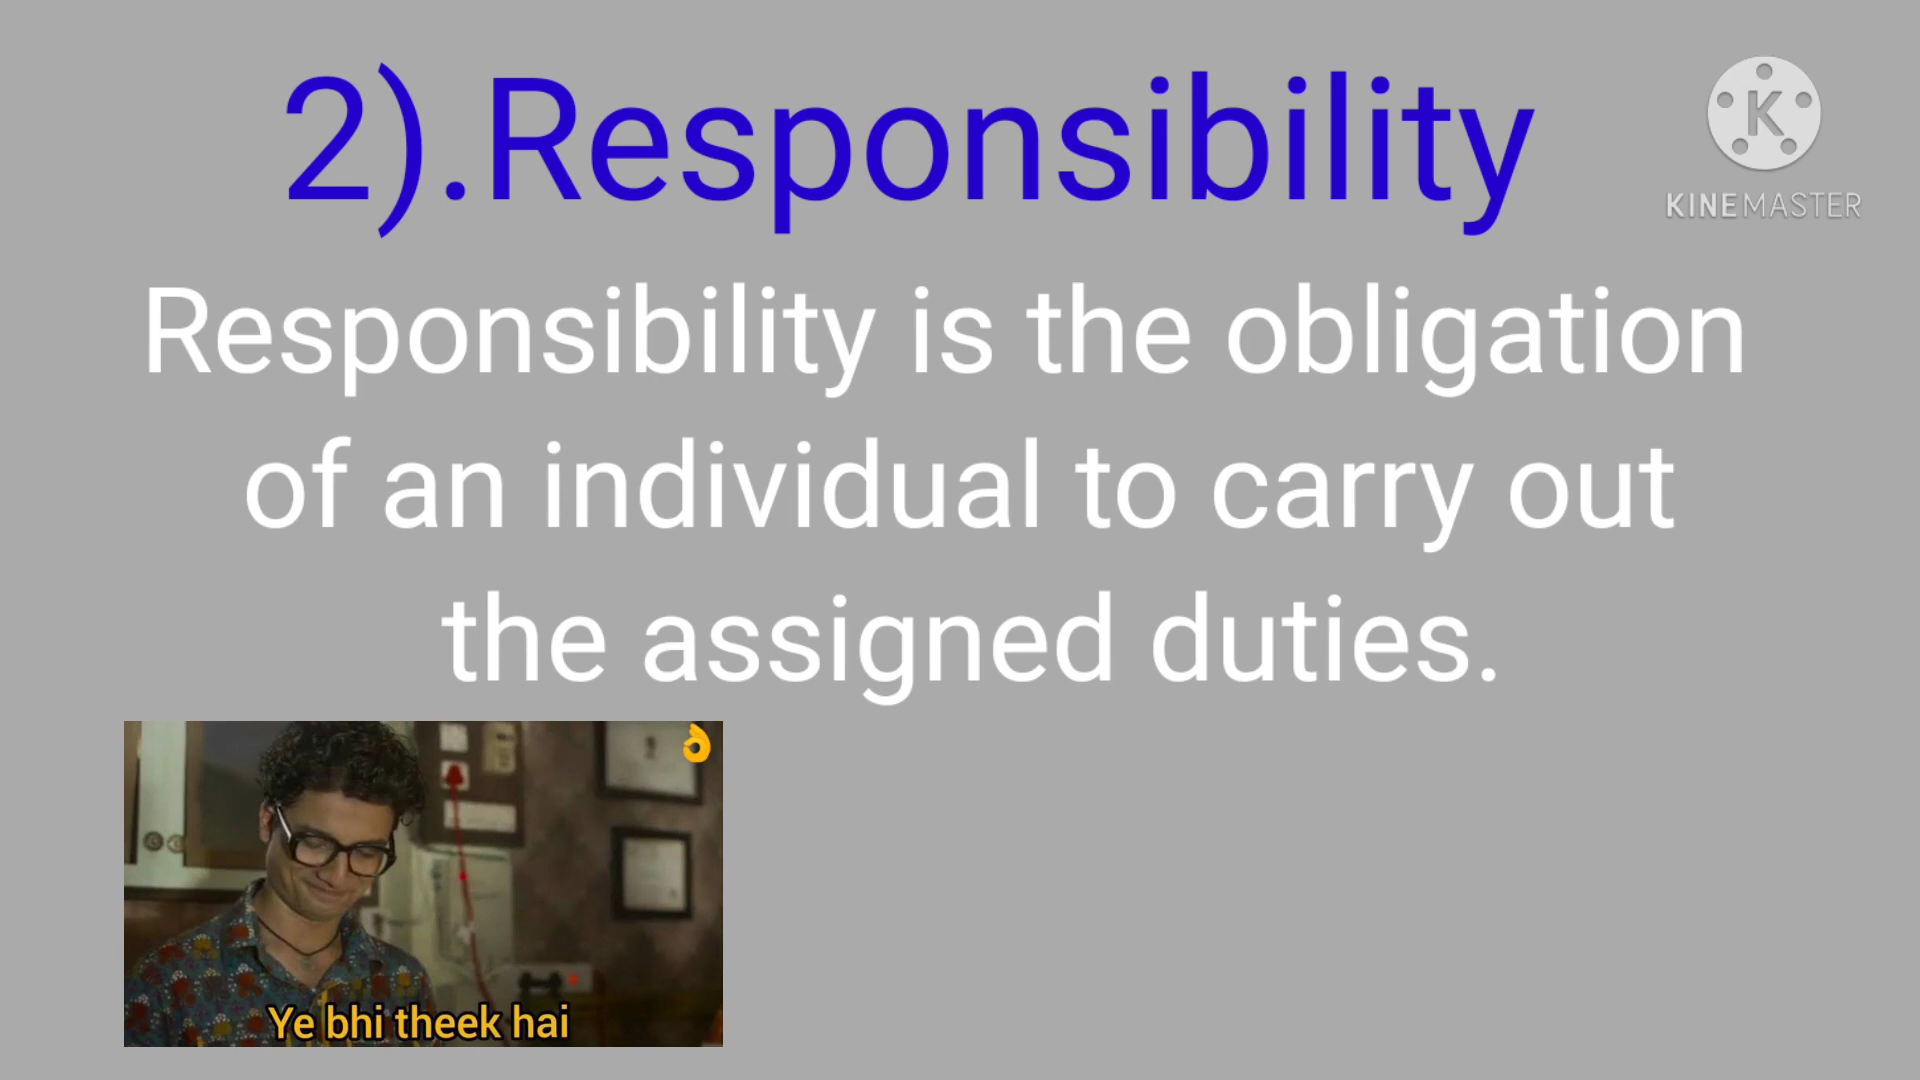 2).Responsibility
K
KINEMASTER
Responsibility is the obligation
of an individual to carry out
the assigned duties.
Ye bhi theek hai